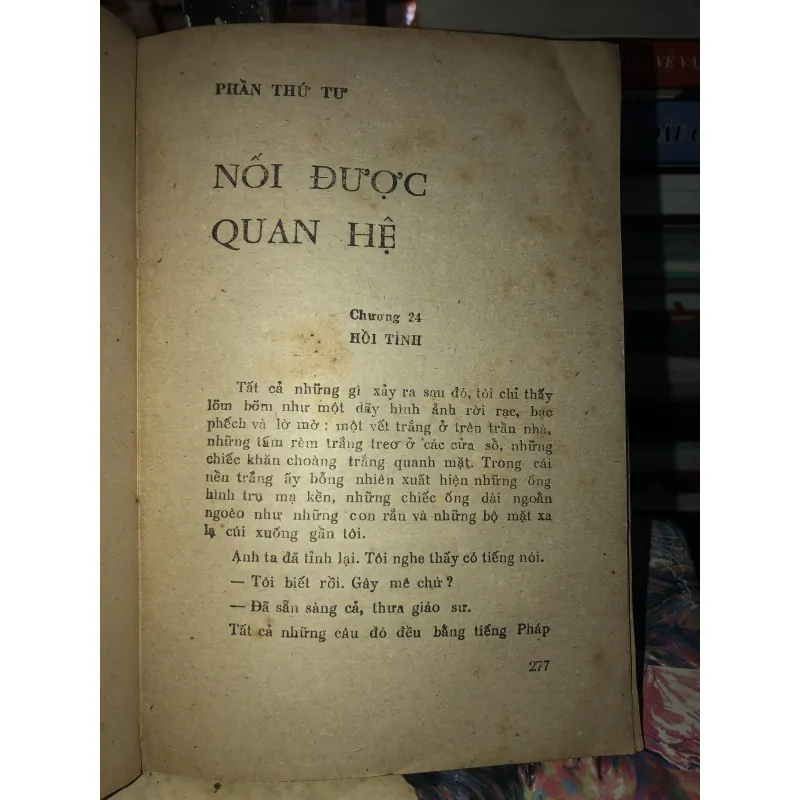 PHẦN THỨ TƯ
NỐI ĐƯỢC
QUAN HỆ
Chương 24
HỒI TỈNH
Tất cả những gì xảy ra sau đó, tôi chỉ thấy
lõm bõm như một dãy hình ảnh rời rạc, bạc
phếch và lờ mờ : một vết trắng ở trên trần nhà,
những tấm rèm trắng treo ở các cửa sổ, những
chiếc khăn choàng trắng quanh mặt. Trong cái
nền trắng ấy bỗng nhiên xuất hiện những ống
hình trụ mạ kền, những chiếc ống dài ngoằn
ngoèo như những con rắn và những bộ mặt xa
lạ cúi xuống gần tôi.
Anh ta đã tỉnh lại. Tôi nghe thấy có tiếng nói.
— Tôi biết rồi. Gây mê chứ ?
— Đã sẵn sàng cả, thưa giáo sư.
Tất cả những câu đó đều bằng tiếng Pháp
277
VỀ